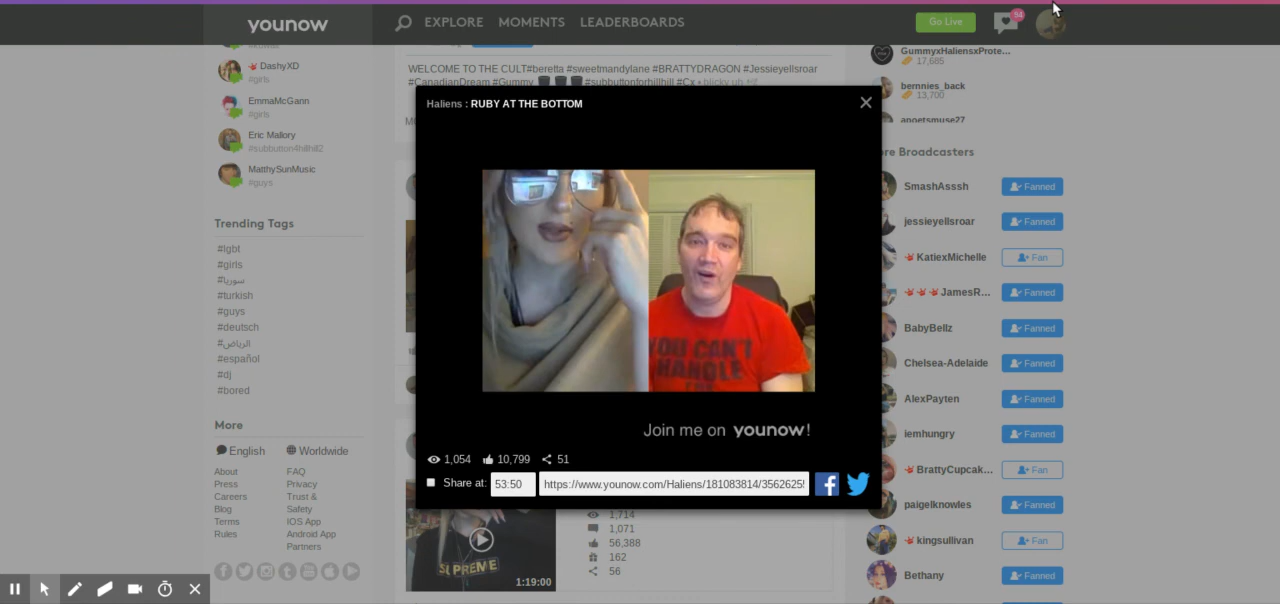 younow
EXPLORE MOMENTS LEADERBOARDS
Go Live
94
DashyXD
#girls
EmmaMcGann
#girls
Eric Mallory
#subbutton4hillhill2
MatthySunMusic
#guys
Trending Tags
#lgbt
#girls
#سوريا
#turkish
#guys
#deutsch
#الرياض
#español
#dj
#bored
More
English Worldwide
About FAQ
Press Privacy
Careers Trust &
Blog Safety
Terms IOS App
Rules Android App
Partners
WELCOME TO THE CULT#beretta #sweetmandylane #BRATTYDRAGON #Jessieyellsroar
#CanadianDream #Gummy #subbuttonforhillhill #Cx
Haliens : RUBY AT THE BOTTOM
YOU CAN'T
HANDLE
Join me on younow!
1,054 10,799 51
Share at: 53:50 https://www.younow.com/Haliens/181083814/3562625
SUPREME
1:19:00
1,714
1,071
56,388
162
56
GummyxHaliensxProte...
17,685
bernnies_back
13,700
apoetsmuse27
re Broadcasters
SmashAsssh Fanned
jessieyellsroar Fanned
KatiexMichelle Fan
JamesR... Fanned
BabyBellz Fanned
Chelsea-Adelaide Fanned
AlexPayten Fanned
iemhungry Fanned
BrattyCupcak... Fan
paigelknowles Fanned
kingsullivan Fan
Bethany Fanned